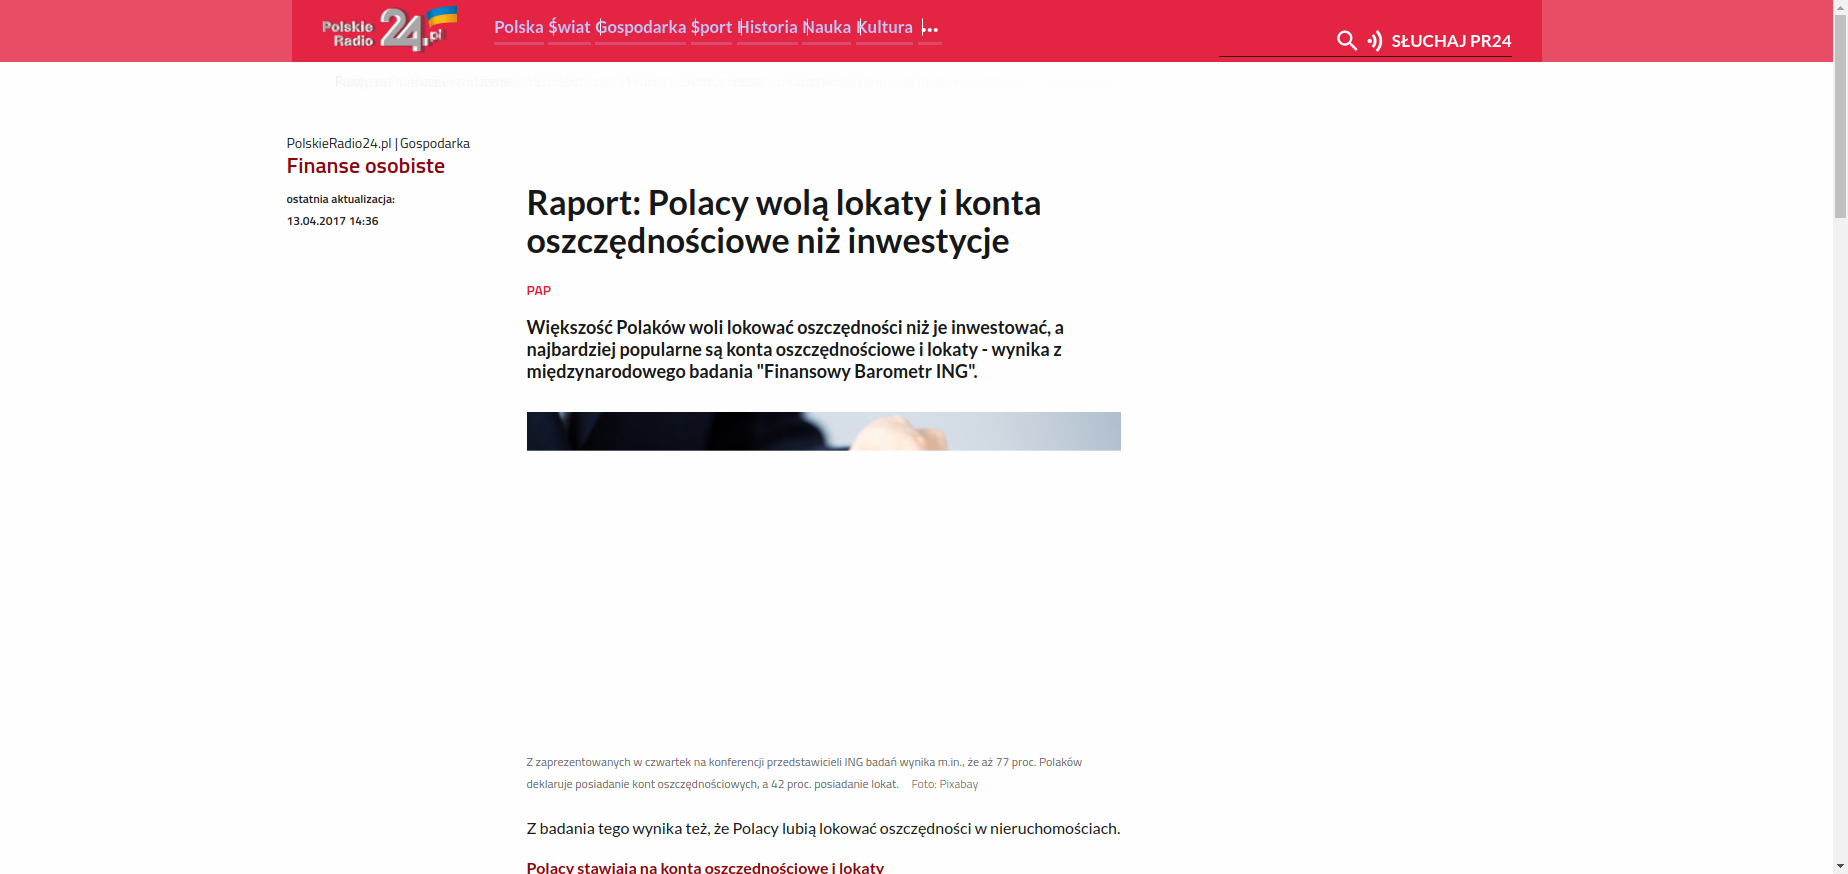 Polskie
Radio 24.pl
Polska Świat Gospodarka Sport Historia Nauka Kultura ...
SŁUCHAJ PR24
PolskieRadio24.pl | Gospodarka
Finanse osobiste
ostatnia aktualizacja:
13.04.2017 14:36
Raport: Polacy wolą lokaty i konta
oszczędnościowe niż inwestycje
PAP
Większość Polaków woli lokować oszczędności niż je inwestować, a
najbardziej popularne są konta oszczędnościowe i lokaty - wynika z
międzynarodowego badania "Finansowy Barometr ING".
Z zaprezentowanych w czwartek na konferencji przedstawicieli ING badań wynika m.in., że aż 77 proc. Polaków
deklaruje posiadanie kont oszczędnościowych, a 42 proc. posiadanie lokat. Foto: Pixabay
Z badania tego wynika też, że Polacy lubią lokować oszczędności w nieruchomościach.
Polacy stawiają na konta oszczędnościowe i lokaty